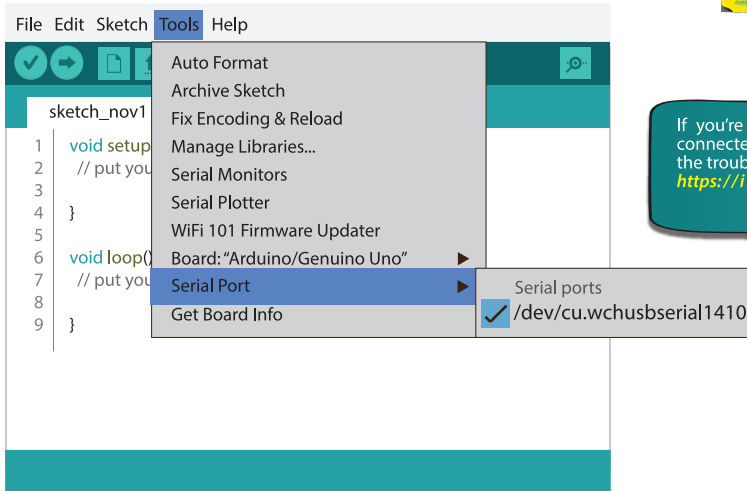 File Edit Sketch Tools Help
Auto Format
Archive Sketch
Fix Encoding & Reload
Manage Libraries...
Serial Monitors
Serial Plotter
WiFi 101 Firmware Updater
Board: “Arduino/Genuino Uno”
Serial Port
Get Board Info
Serial ports
/dev/cu.wchusbserial1410
sketch_nov1
1 void setup
2 // put you
3
4 }
5
6 void loop()
7 // put you
8
9 }
If you're
connecte
the troub
https://i